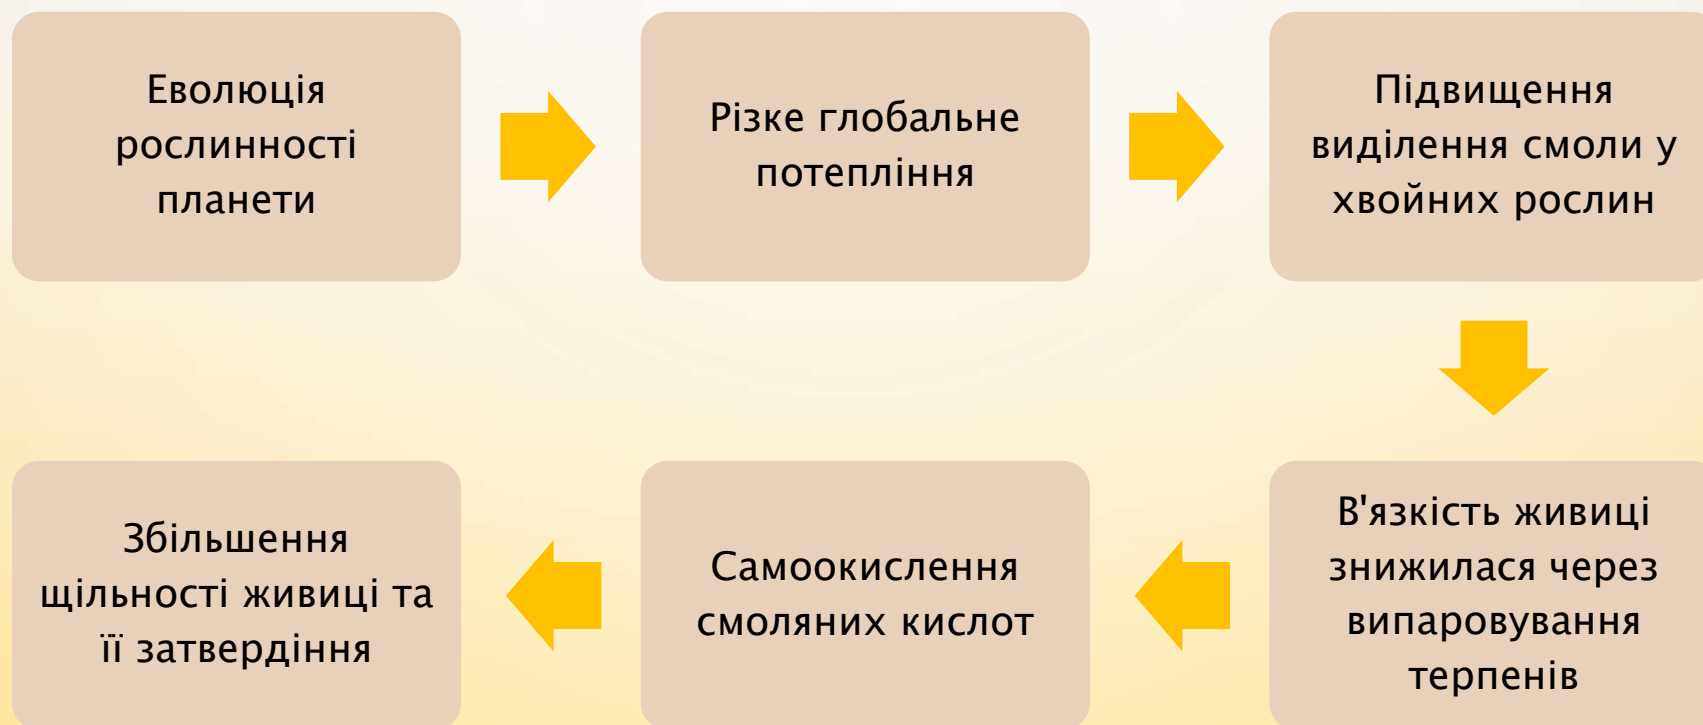 Еволюція
рослинності
планети
Різке глобальне
потепління
Підвищення
виділення смоли у
хвойних рослин
В'язкість живиці
знижилася через
випаровування
терпенів
Самоокислення
смоляних кислот
Збільшення
щільності живиці та
її затвердіння